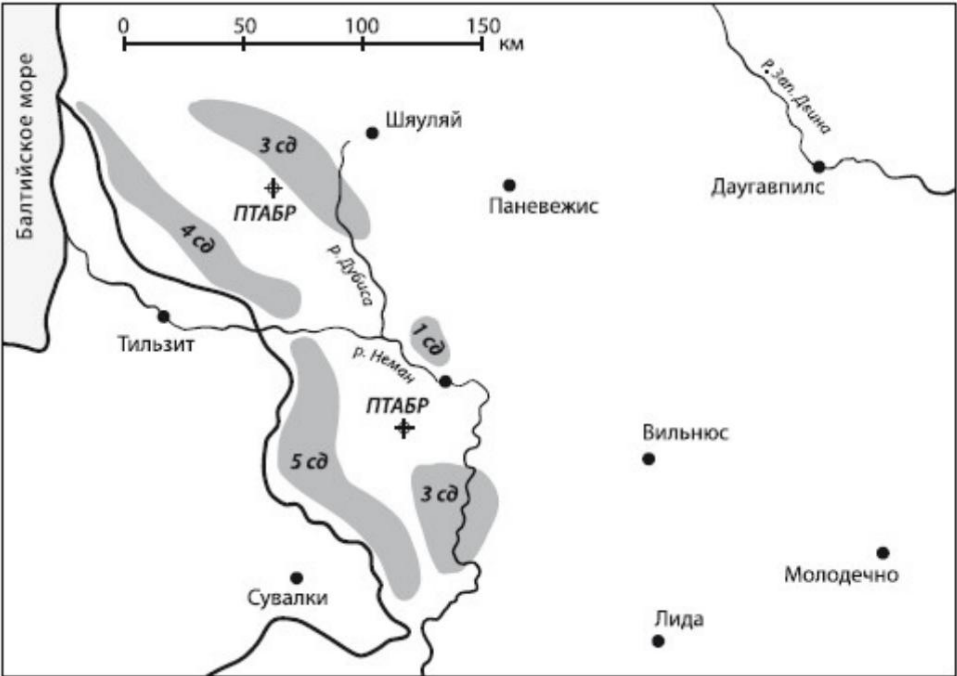 0 50 100 150
км
Балтийское море
р. Зап. Двина
Шяуляй
3 сд
Даугавпилс
Паневежис
ПТАБР
4 сд
р. Дубиса
Тильзит
1 сд
р. Неман
ПТАБР
Вильнюс
5 сд
3 сд
Молодечно
Сувалки
Лида